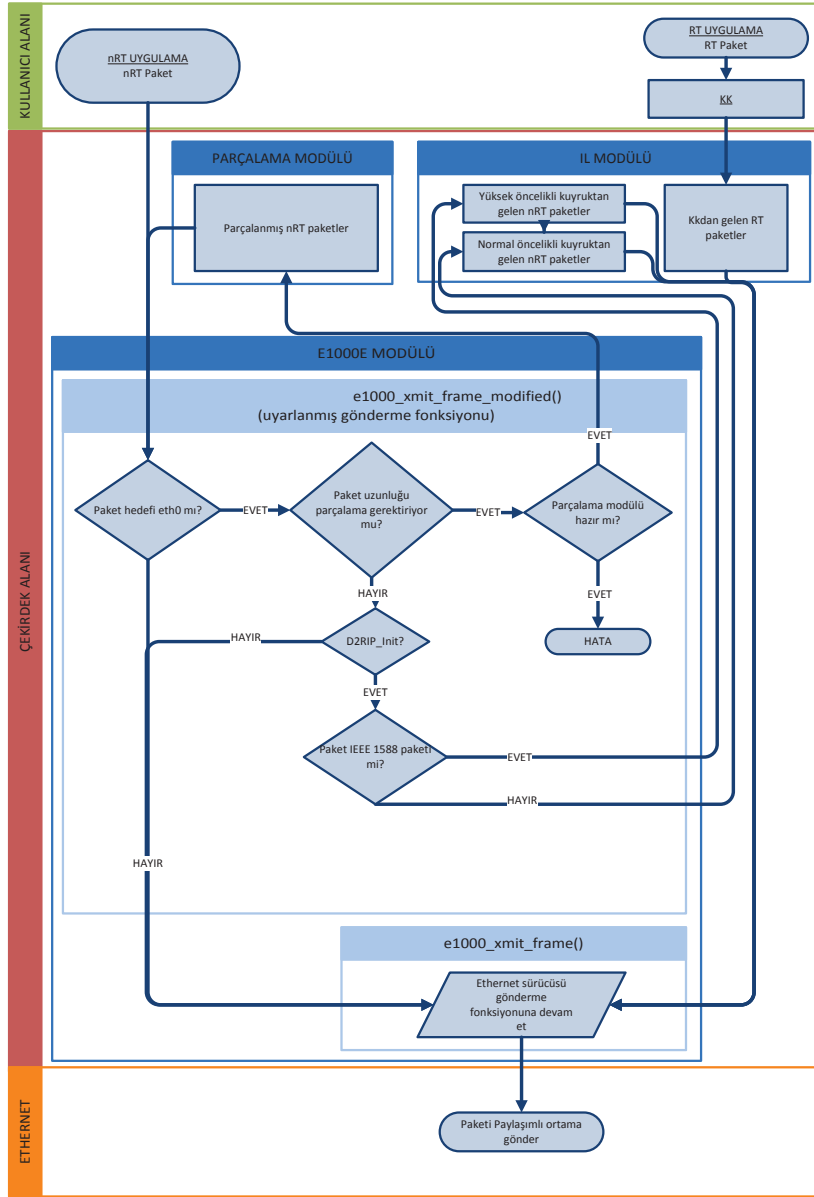 KULLANICI ALANI
nRT UYGULAMA
nRT Paket
RT UYGULAMA
RT Paket
KK
ÇEKİRDEK ALANI
PARÇALAMA MODÜLÜ
Parçalanmış nRT paketler
IL MODÜLÜ
Yüksek öncelikli kuyruktan
gelen nRT paketler
Normal öncelikli kuyruktan
gelen nRT paketler
Kkdan gelen RT
paketler
E1000E MODÜLÜ
e1000_xmit_frame_modified()
(uyarlanmış gönderme fonksiyonu)
EVET
Paket hedefi eth0 mı?
EVET
Paket uzunluğu
parçalama gerektiriyor
mu?
EVET
Parçalama modülü
hazır mı?
HAYIR
EVET
HAYIR
D2RIP_Init?
HATA
EVET
Paket IEEE 1588 paketi
mi?
EVET
HAYIR
HAYIR
e1000_xmit_frame()
Ethernet sürücüsü
gönderme
fonksiyonuna devam
et
ETHERNET
Paketi Paylaşımlı ortama
gönder